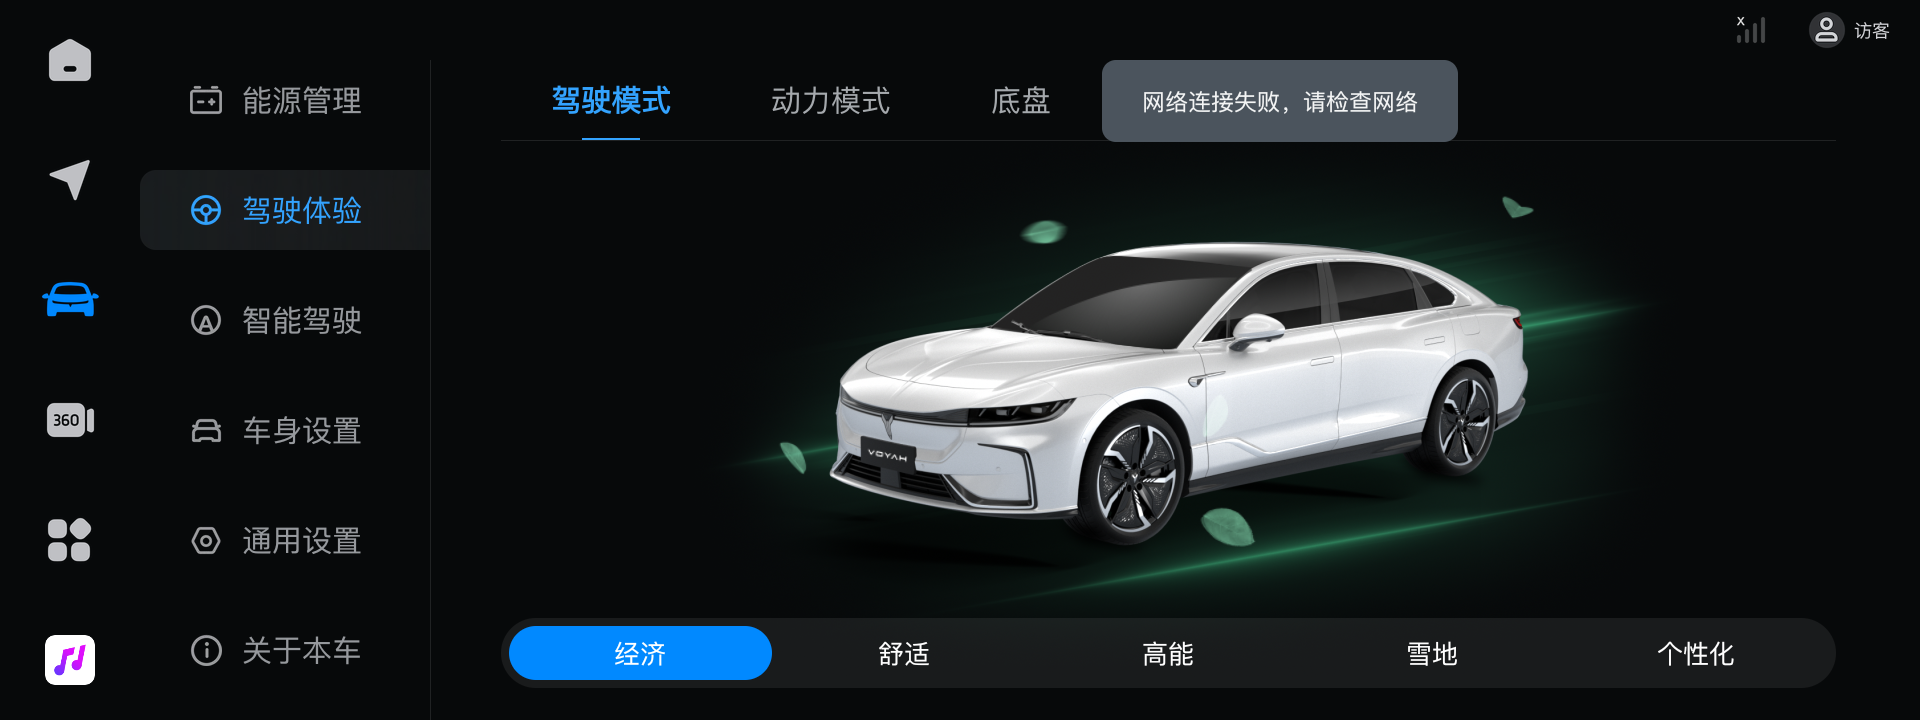 x
访客
能源管理
驾驶体验
智能驾驶
360
车身设置
通用设置
关于本车
驾驶模式
动力模式
底盘
网络连接失败，请检查网络
VOYAH
经济
舒适
高能
雪地
个性化